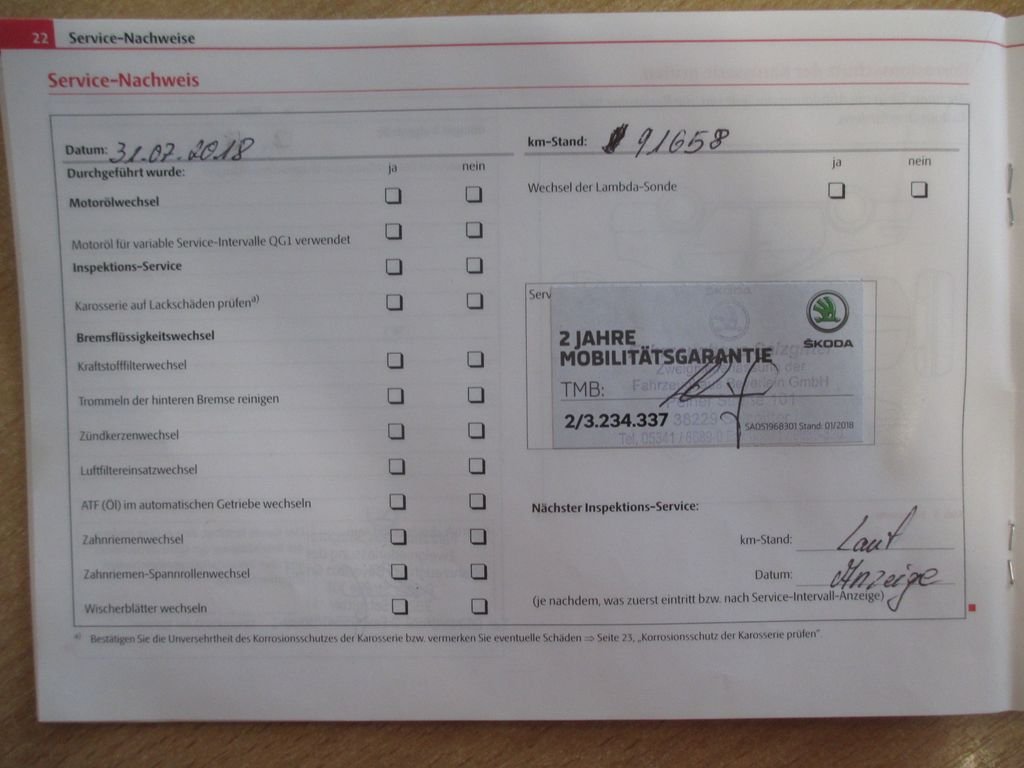 22 Service-Nachweise
Service-Nachweis
Datum: 31.07.2018
km-Stand: 91658
Durchgeführt wurde: ja nein
ja nein
Motorölwechsel
Wechsel der Lambda-Sonde
Motoröl für variable Service-Intervalle QG1 verwendet
Inspektions-Service
Karosserie auf Lackschäden prüfen a)
Bremsflüssigkeitswechsel
Kraftstofffilterwechsel
Trommeln der hinteren Bremse reinigen
Zündkerzenwechsel
Luftfiltereinsatzwechsel
ATF (Öl) im automatischen Getriebe wechseln
Zahnriemenwechsel
Zahnriemen-Spannrollenwechsel
Wischerblätter wechseln
ŠKODA
2 JAHRE
MOBILITÄTSGARANTIE
TMB:
2/3.234.337
SAD51968301 Stand: 01/2018
Fahrzeughaus GmbH
38229
Nächster Inspektions-Service:
km-Stand: Laut
Datum: Anzeige
(je nachdem, was zuerst eintritt bzw. nach Service-Intervall-Anzeige)
a) Bestätigen Sie die Unversehrtheit des Korrosionsschutzes der Karosserie bzw. vermerken Sie eventuelle Schäden ⇒ Seite 23, „Korrosionsschutz der Karosserie prüfen".